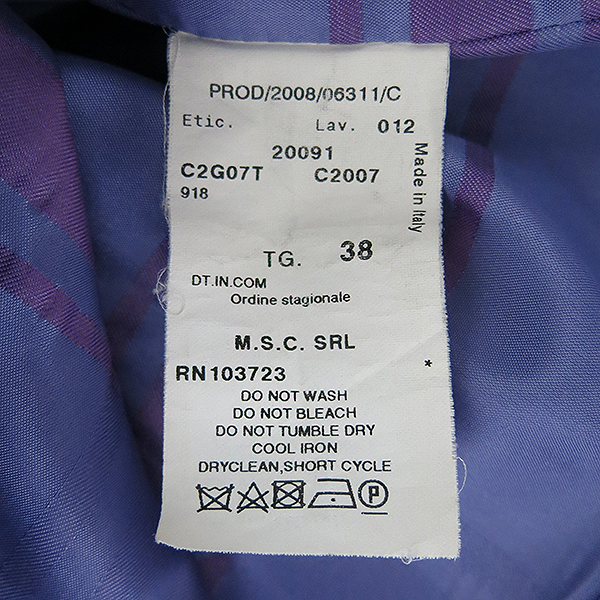 PROD/2008/06311/C
Etic. Lav. 012
20091
C2G07T C2007
918
Made in Italy
TG. 38
DT.IN.COM
Ordine stagionale
M.S.C. SRL
RN103723 *
DO NOT WASH
DO NOT BLEACH
DO NOT TUMBLE DRY
COOL IRON
DRYCLEAN,SHORT CYCLE
P